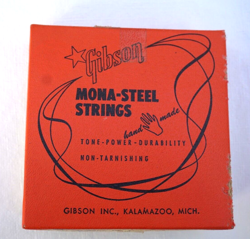 Gibson
MONA-STEEL
STRINGS
hand made
TONE-POWER-DURABILITY
NON-TARNISHING
GIBSON INC., KALAMAZOO, MICH.